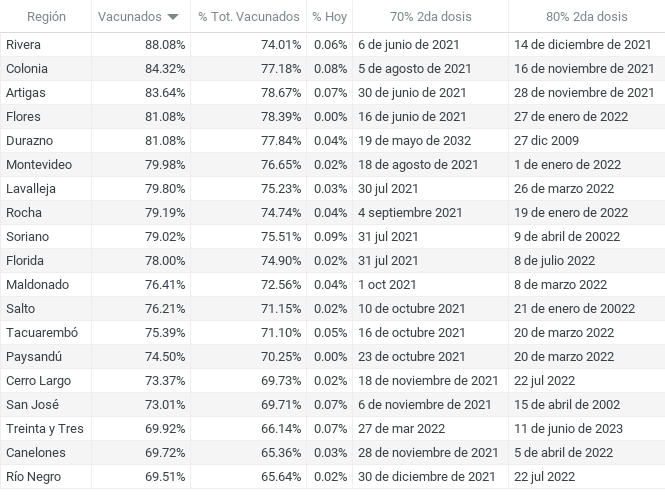 Región Vacunados % Tot. Vacunados % Hoy 70% 2da dosis 80% 2da dosis
Rivera 88.08% 74.01% 0.06% 6 de junio de 2021 14 de diciembre de 2021
Colonia 84.32% 77.18% 0.08% 5 de agosto de 2021 16 de noviembre de 2021
Artigas 83.64% 78.67% 0.07% 30 de junio de 2021 28 de noviembre de 2021
Flores 81.08% 78.39% 0.00% 16 de junio de 2021 27 de enero de 2022
Durazno 81.08% 77.84% 0.04% 19 de mayo de 2032 27 dic 2009
Montevideo 79.98% 76.65% 0.02% 18 de agosto de 2021 1 de enero de 2022
Lavalleja 79.80% 75.23% 0.03% 30 jul 2021 26 de marzo 2022
Rocha 79.19% 74.74% 0.04% 4 septiembre 2021 19 de enero de 2022
Soriano 79.02% 75.51% 0.09% 31 jul 2021 9 de abril de 20022
Florida 78.00% 74.90% 0.02% 31 jul 2021 8 de julio 2022
Maldonado 76.41% 72.56% 0.04% 1 oct 2021 8 de marzo 2022
Salto 76.21% 71.15% 0.02% 10 de octubre 2021 21 de enero de 20022
Tacuarembó 75.39% 71.10% 0.05% 16 de octubre 2021 20 de marzo 2022
Paysandú 74.50% 70.25% 0.00% 23 de octubre 2021 20 de marzo 2022
Cerro Largo 73.37% 69.73% 0.02% 18 de noviembre de 2021 22 jul 2022
San José 73.01% 69.71% 0.07% 6 de noviembre de 2021 15 de abril de 2002
Treinta y Tres 69.92% 66.14% 0.07% 27 de mar 2022 11 de junio de 2023
Canelones 69.72% 65.36% 0.03% 28 de noviembre de 2021 5 de abril de 2022
Río Negro 69.51% 65.64% 0.02% 30 de diciembre de 2021 22 jul 2022